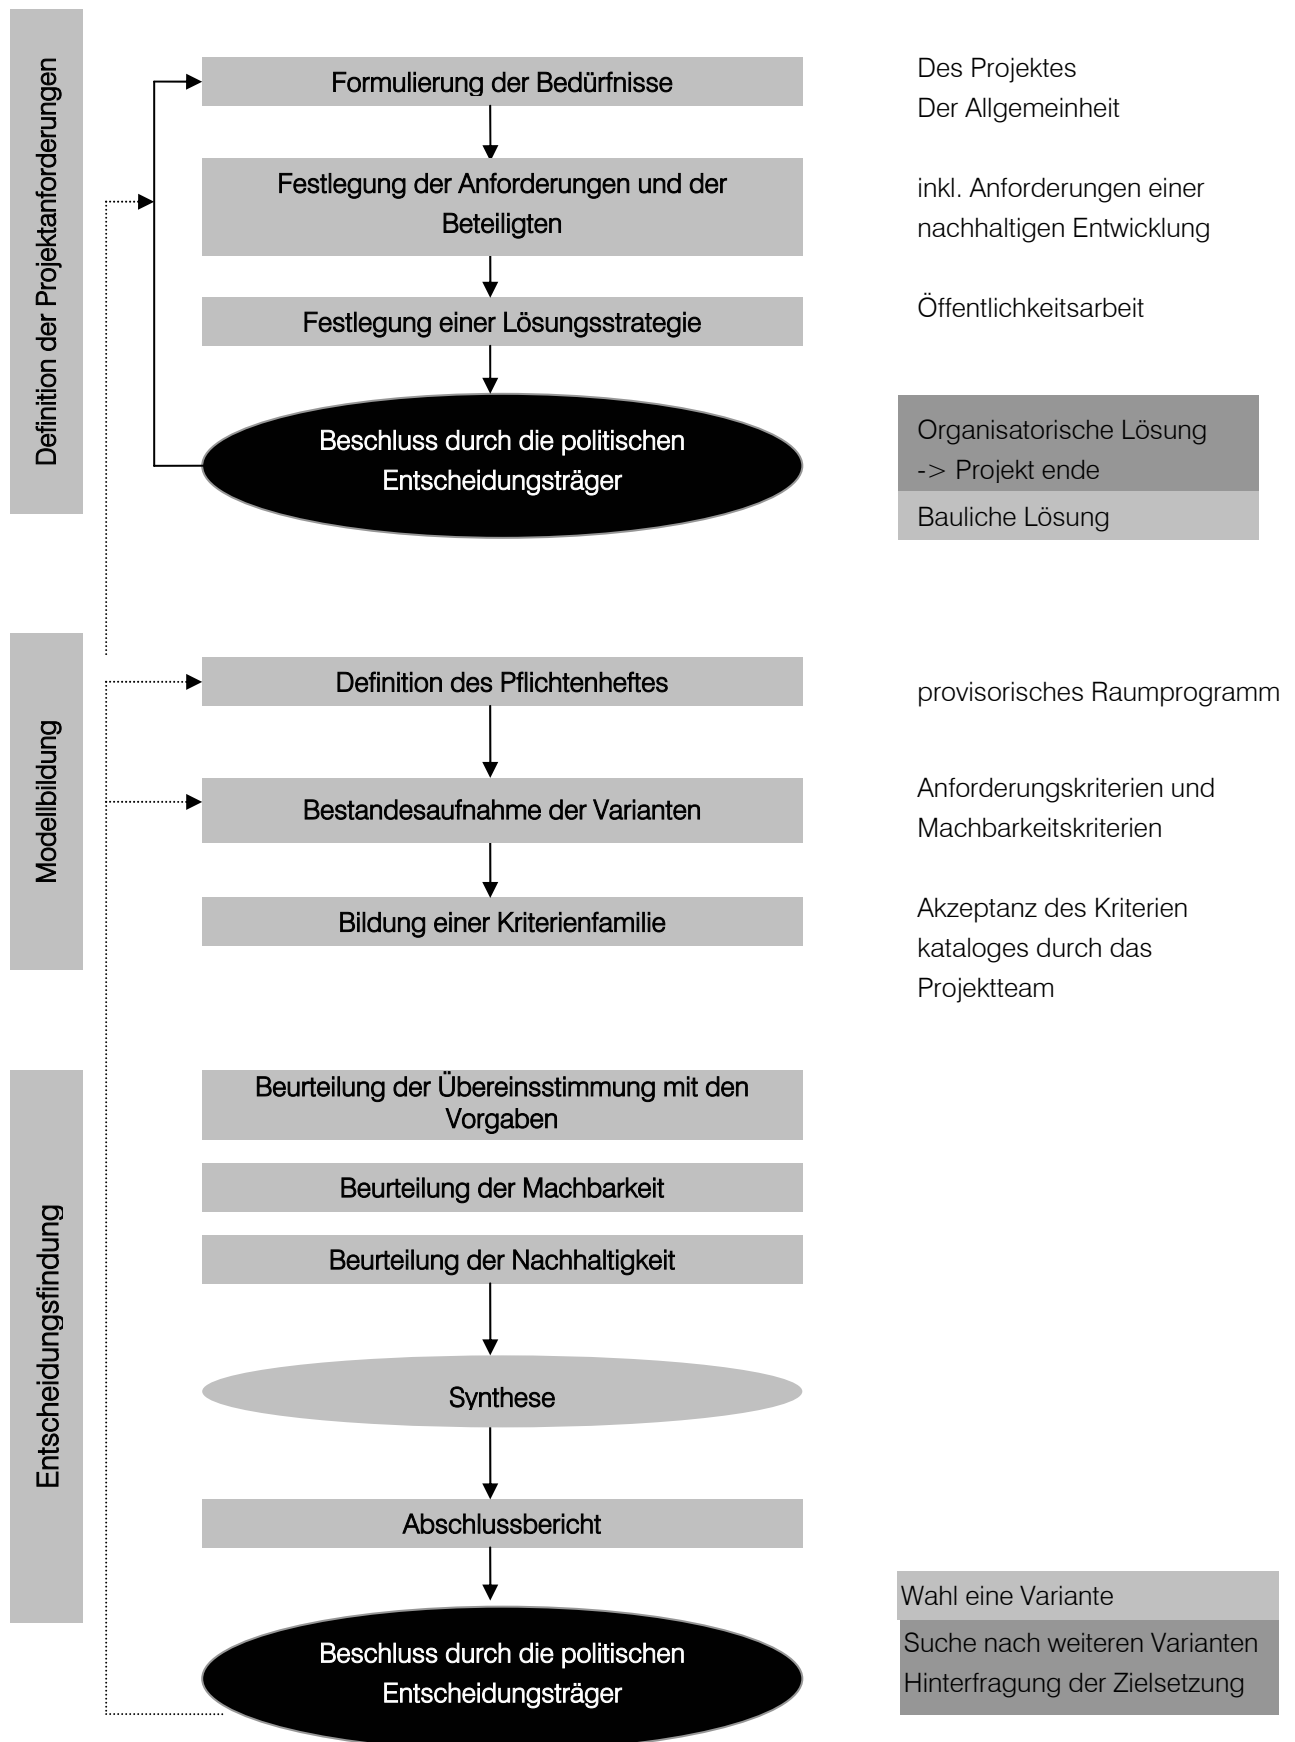 Definition der Projektanforderungen
Formulierung der Bedürfnisse
Des Projektes
Der Allgemeinheit
Festlegung der Anforderungen und der
Beteiligten
inkl. Anforderungen einer
nachhaltigen Entwicklung
Festlegung einer Lösungsstrategie
Öffentlichkeitsarbeit
Beschluss durch die politischen
Entscheidungsträger
Organisatorische Lösung
-> Projekt ende
Bauliche Lösung
Modellbildung
Definition des Pflichtenheftes
provisorisches Raumprogramm
Bestandesaufnahme der Varianten
Anforderungskriterien und
Machbarkeitskriterien
Bildung einer Kriterienfamilie
Akzeptanz des Kriterien
kataloges durch das
Projektteam
Entscheidungsfindung
Beurteilung der Übereinsstimmung mit den
Vorgaben
Beurteilung der Machbarkeit
Beurteilung der Nachhaltigkeit
Synthese
Abschlussbericht
Beschluss durch die politischen
Entscheidungsträger
Wahl eine Variante
Suche nach weiteren Varianten
Hinterfragung der Zielsetzung